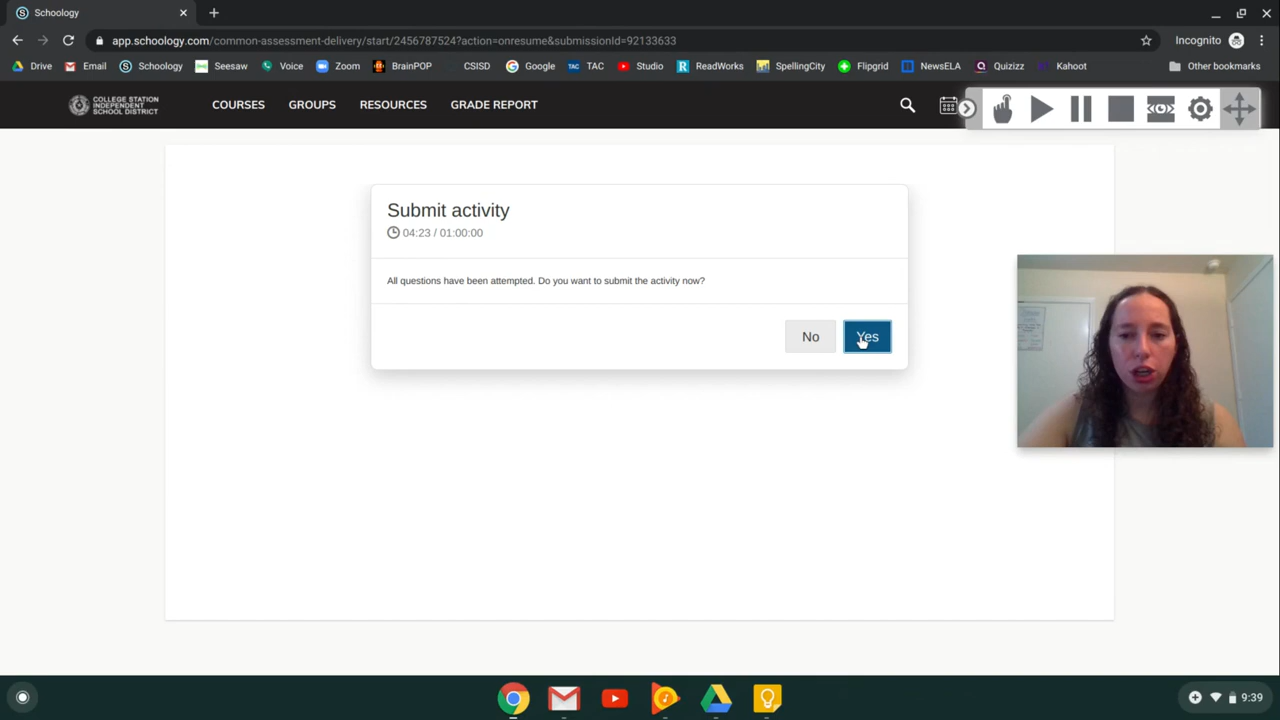 Schoology
app.schoology.com/common-assessment-delivery/start/2456787524?action=onresume&submissionId=92133633
Incognito
Drive Email Schoology Seesaw Voice Zoom BrainPOP CSISD Google TAC Studio ReadWorks SpellingCity Flipgrid NewsELA Quizizz Kahoot Other bookmarks
COLLEGE STATION
INDEPENDENT
SCHOOL DISTRICT
COURSES GROUPS RESOURCES GRADE REPORT
Submit activity
04:23 / 01:00:00
All questions have been attempted. Do you want to submit the activity now?
No Yes
9:39